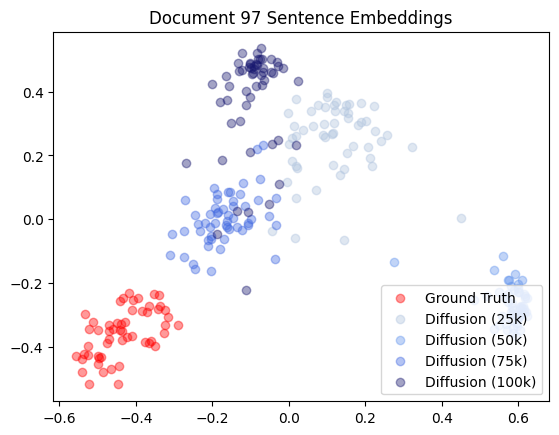 Document 97 Sentence Embeddings
0.4
0.2
0.0
−0.2
−0.4
−0.6
−0.4
−0.2
0.0
0.2
0.4
0.6
Ground Truth
Diffusion (25k)
Diffusion (50k)
Diffusion (75k)
Diffusion (100k)